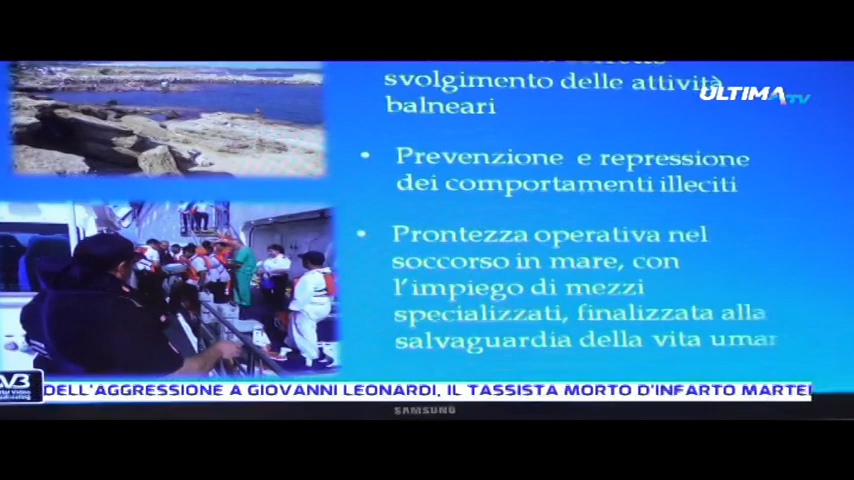 svolgimento delle attività
balneari
ULTIMA TV
• Prevenzione e repressione
dei comportamenti illeciti
• Prontezza operativa nel
soccorso in mare, con
l'impiego di mezzi
specializzati, finalizzata alla
salvaguardia della vita umar
DELL'AGGRESSIONE A GIOVANNI LEONARDI, IL TASSISTA MORTO D'INFARTO MARTE
SAMSUNG